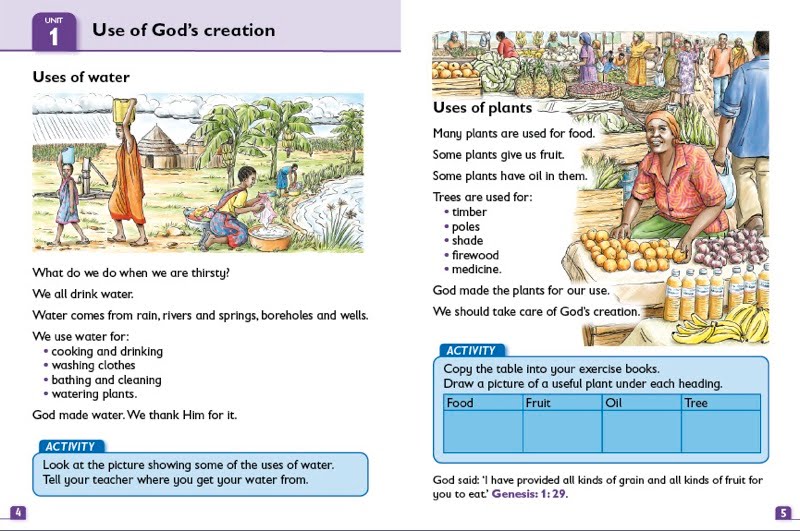 UNIT
1
Use of God's creation
Uses of water
What do we do when we are thirsty?
We all drink water.
Water comes from rain, rivers and springs, boreholes and wells.
We use water for:
• cooking and drinking
• washing clothes
• bathing and cleaning
• watering plants.
God made water. We thank Him for it.
ACTIVITY
Look at the picture showing some of the uses of water.
Tell your teacher where you get your water from.
4
Uses of plants
Many plants are used for food.
Some plants give us fruit.
Some plants have oil in them.
Trees are used for:
• timber
• poles
• shade
• firewood
• medicine.
God made the plants for our use.
We should take care of God's creation.
ACTIVITY
Copy the table into your exercise books.
Draw a picture of a useful plant under each heading.
Food Fruit Oil Tree
God said: 'I have provided all kinds of grain and all kinds of fruit for
you to eat.' Genesis: 1: 29.
5